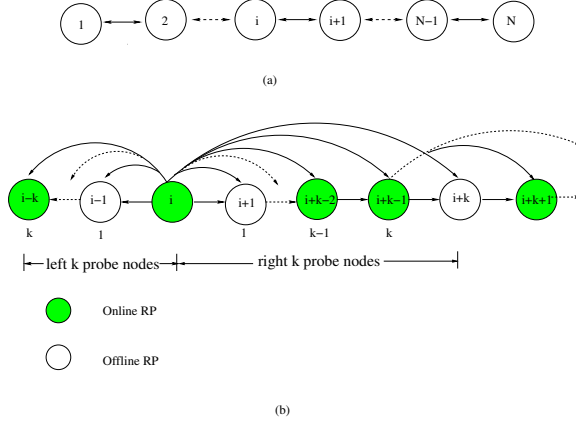 1 2 i i+1 N−1 N
(a)
i−k i−1 i i+1 i+k−2 i+k−1 i+k i+k+1
k 1 1 k−1 k
left k probe nodes right k probe nodes
Online RP
Offline RP
(b)